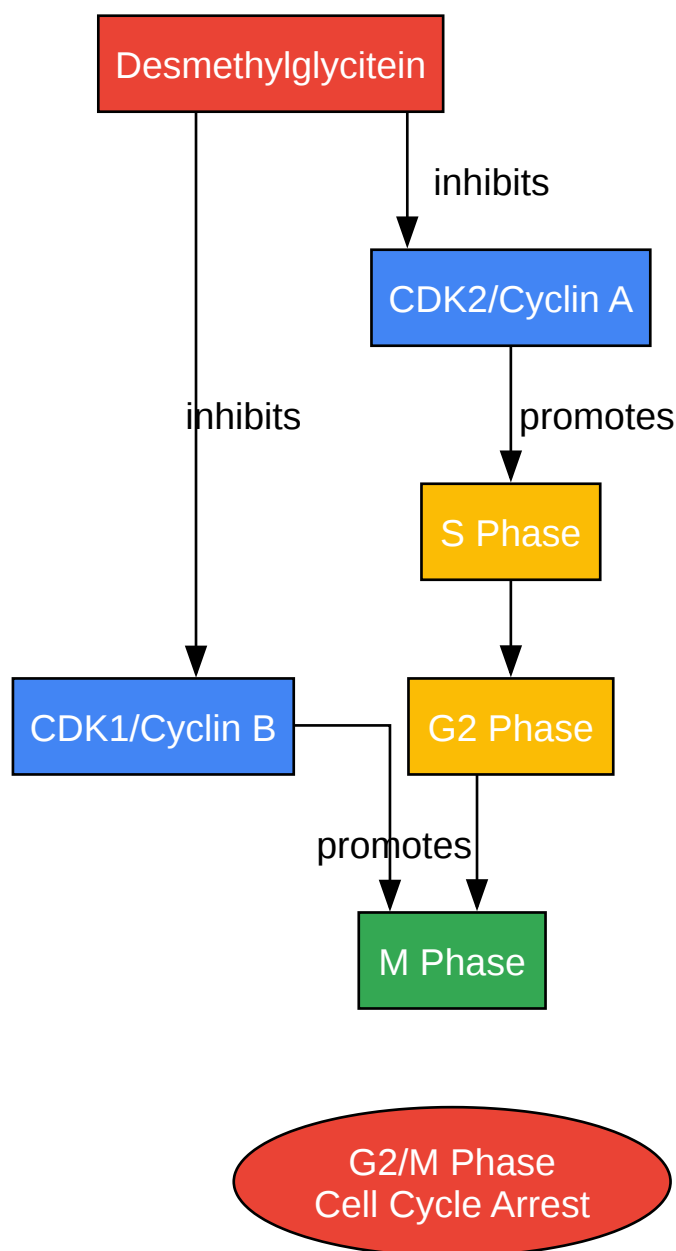 Desmethylglycitein
inhibits
CDK2/Cyclin A
inhibits
promotes
S Phase
CDK1/Cyclin B
G2 Phase
promotes
M Phase
G2/M Phase
Cell Cycle Arrest